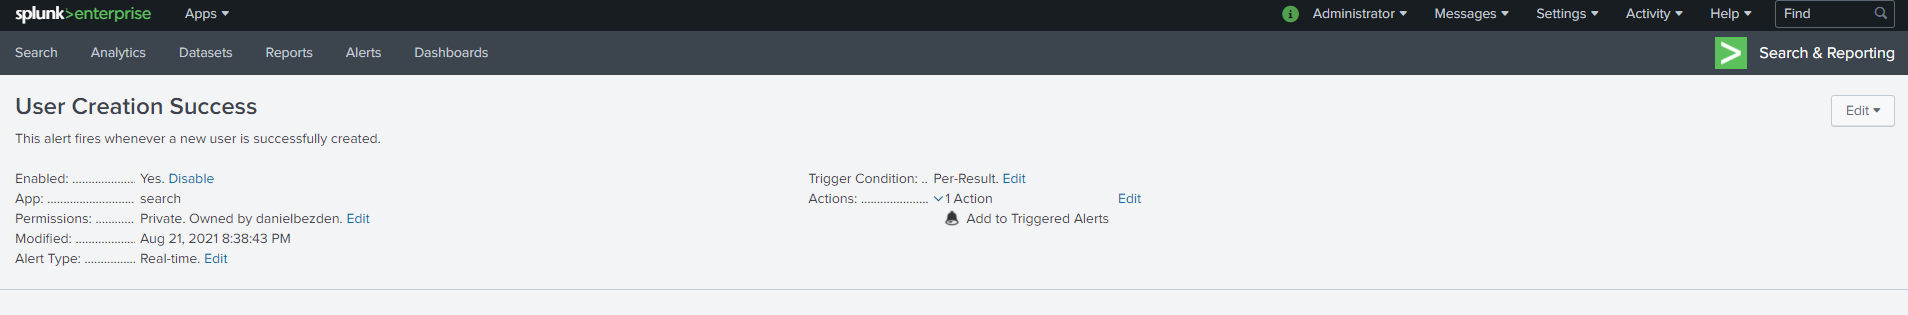 splunk>enterprise Apps Administrator Messages Settings Activity Help Find
Search Analytics Datasets Reports Alerts Dashboards Search & Reporting
User Creation Success
Edit
This alert fires whenever a new user is successfully created.
Enabled: .................... Yes. Disable
App: ........................... search
Permissions: ............ Private. Owned by danielbezden. Edit
Modified: ................... Aug 21, 2021 8:38:43 PM
Alert Type: ................ Real-time. Edit
Trigger Condition: .. Per-Result. Edit
Actions: ..................... 1 Action Edit
Add to Triggered Alerts